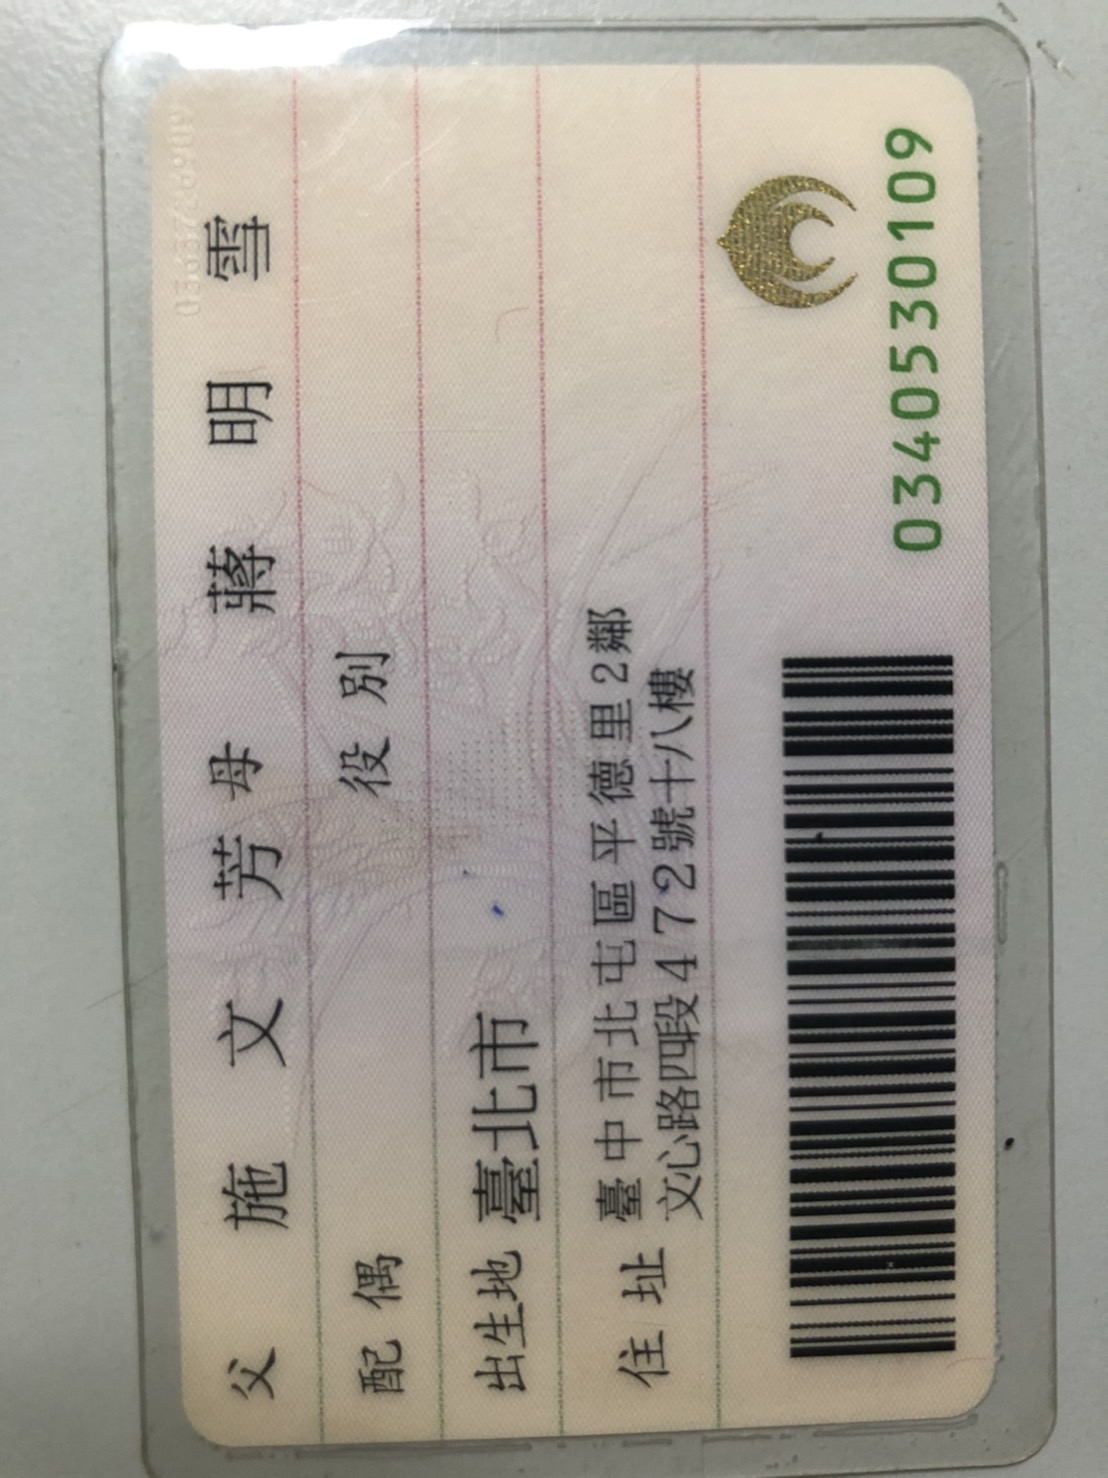 父 施 文 芳 母 蔣 明 雪
配 偶 役 別
出生地 臺北市
住 址 臺中市北屯區平德里2鄰
文心路四段472號十八樓
0340530109